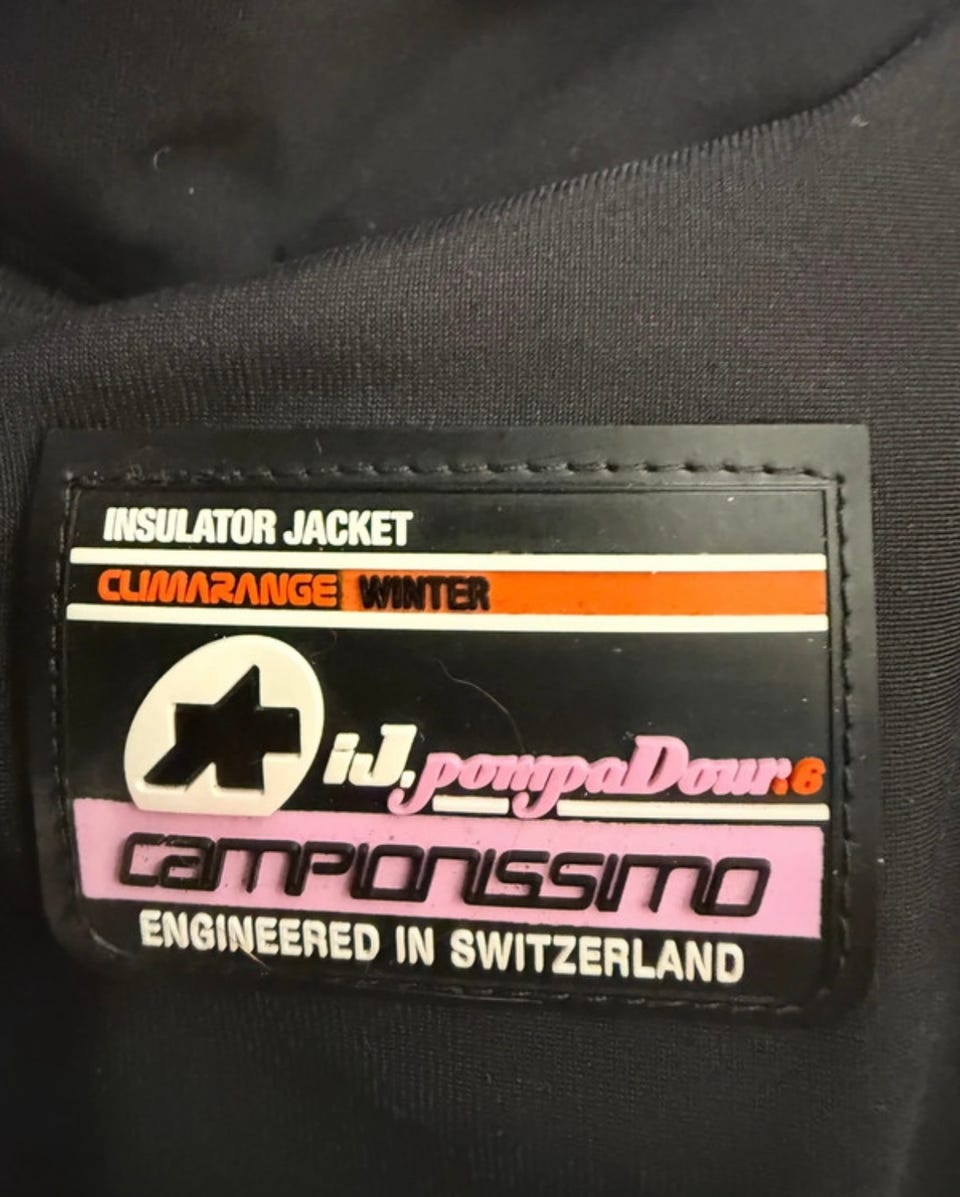 INSULATOR JACKET
CLIMARANGE WINTER
iJ.pompaDour.6
CAMPIONISSIMO
ENGINEERED IN SWITZERLAND